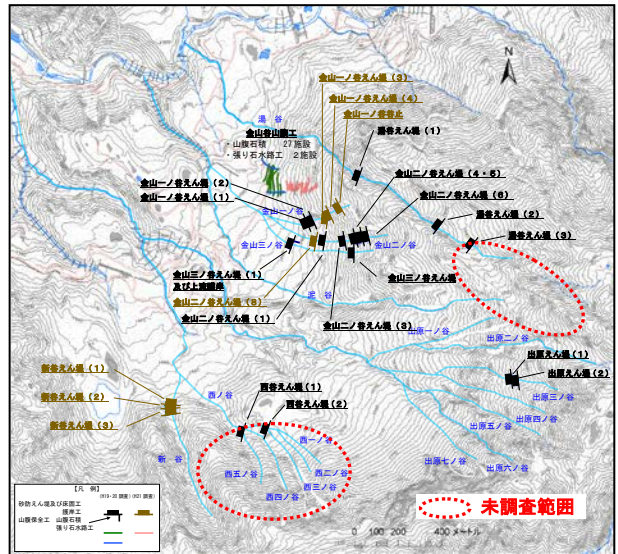 N
金山一ノ谷えん堤（3）
金山一ノ谷えん堤（4）
金山一ノ谷谷止
湯谷
金山谷山腹工
・山腹石積 27施設
・張り石水路工 2施設
湯谷えん堤（1）
金山二ノ谷えん堤（4・5）
金山一ノ谷えん堤（2）
金山一ノ谷えん堤（1）
金山二ノ谷えん堤（6）
金山一ノ谷
湯谷えん堤（2）
湯谷えん堤（3）
金山三ノ谷
金山二ノ谷
金山三ノ谷えん堤（1）
及び上流護岸
金山三ノ谷えん堤
泥谷
金山二ノ谷えん堤（8）
金山二ノ谷えん堤（1）
金山二ノ谷えん堤（3）
出原一ノ谷
出原二ノ谷
出原えん堤（1）
出原えん堤（2）
新谷えん堤（1）
新谷えん堤（2）
新谷えん堤（3）
西ノ谷
西谷えん堤（1）
西谷えん堤（2）
出原三ノ谷
出原四ノ谷
出原五ノ谷
西一ノ谷
新谷
西五ノ谷
西二ノ谷
西三ノ谷
西四ノ谷
出原七ノ谷
出原六ノ谷
【凡 例】
(H19-20 調査) (H21 調査)
砂防えん堤及び床固工
護岸工
山腹保全工 山腹石積
張り石水路工
未調査範囲
0 100 200 400 メートル